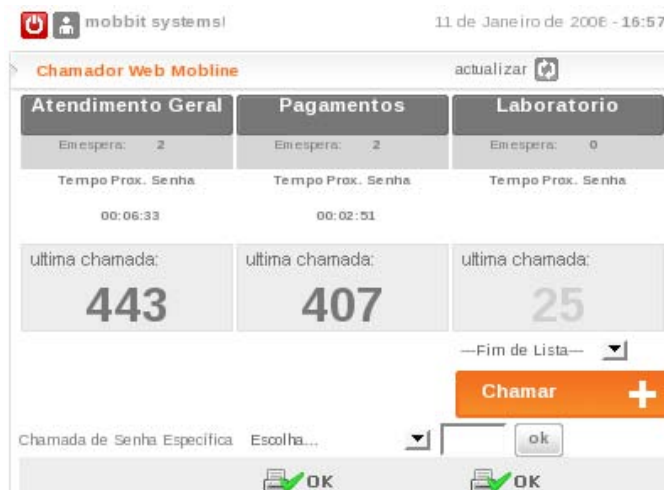 mobbit systems!
11 de Janeiro de 2008 - 16:57
Chamador Web Mobline
actualizar
Atendimento Geral Pagamentos Laboratorio
Em espera: 2 Em espera: 2 Em espera: 0
Tempo Prox. Senha Tempo Prox. Senha Tempo Prox. Senha
00:06:33 00:02:51
ultima chamada: ultima chamada: ultima chamada:
443 407 25
---Fim de Lista---
Chamar
Chamada de Senha Específica Escolha... ok
OK OK